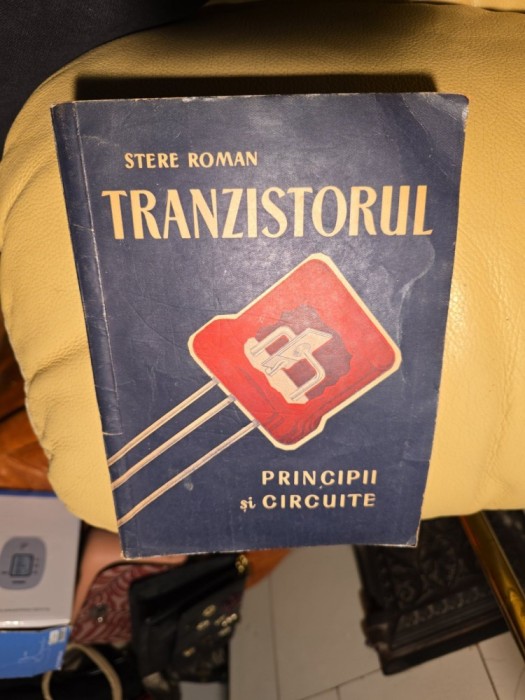 STERE ROMAN
TRANZISTORUL
PRINCIPII
și CIRCUITE